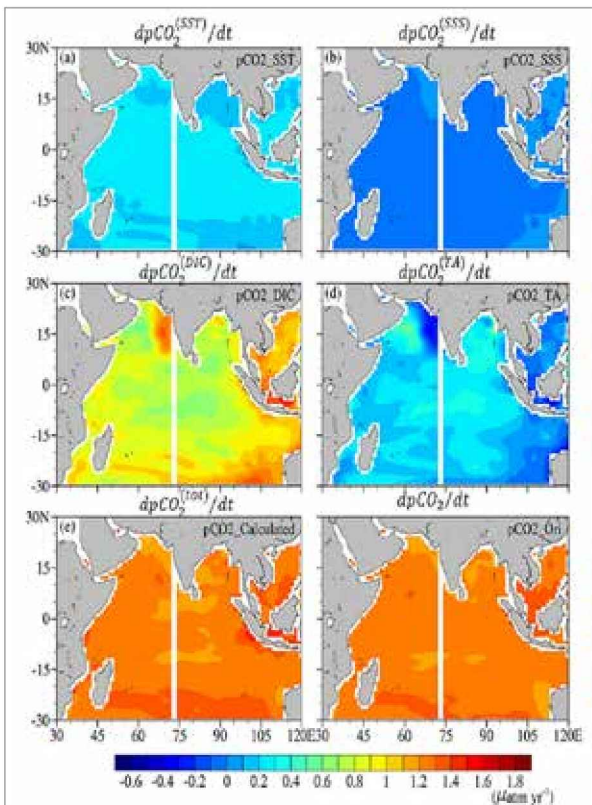 dpCO₂^(SST)/dt dpCO₂^(SSS)/dt
30N (a) pCO2_SST (b) pCO2_SSS
15
0
-15
-30
dpCO₂^(DIC)/dt dpCO₂^(TA)/dt
30N (c) pCO2_DIC (d) pCO2_TA
15
0
-15
-30
dpCO₂^(tot)/dt dpCO₂/dt
30N (e) pCO2_Calculated pCO2_Ori
15
0
-15
-30
30 45 60 75 90 105 120E 30 45 60 75 90 105 120E
-0.6 -0.4 -0.2 0 0.2 0.4 0.6 0.8 1 1.2 1.4 1.6 1.8
(μatm yr⁻¹)